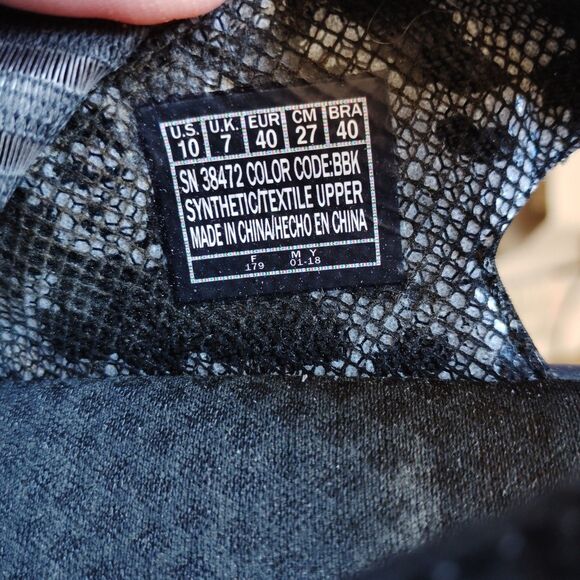 U.S. U.K. EUR CM BRA
10 7 40 27 40
SN 38472 COLOR CODE:BBK
SYNTHETIC/TEXTILE UPPER
MADE IN CHINA/HECHO EN CHINA
F M Y
179 01-18